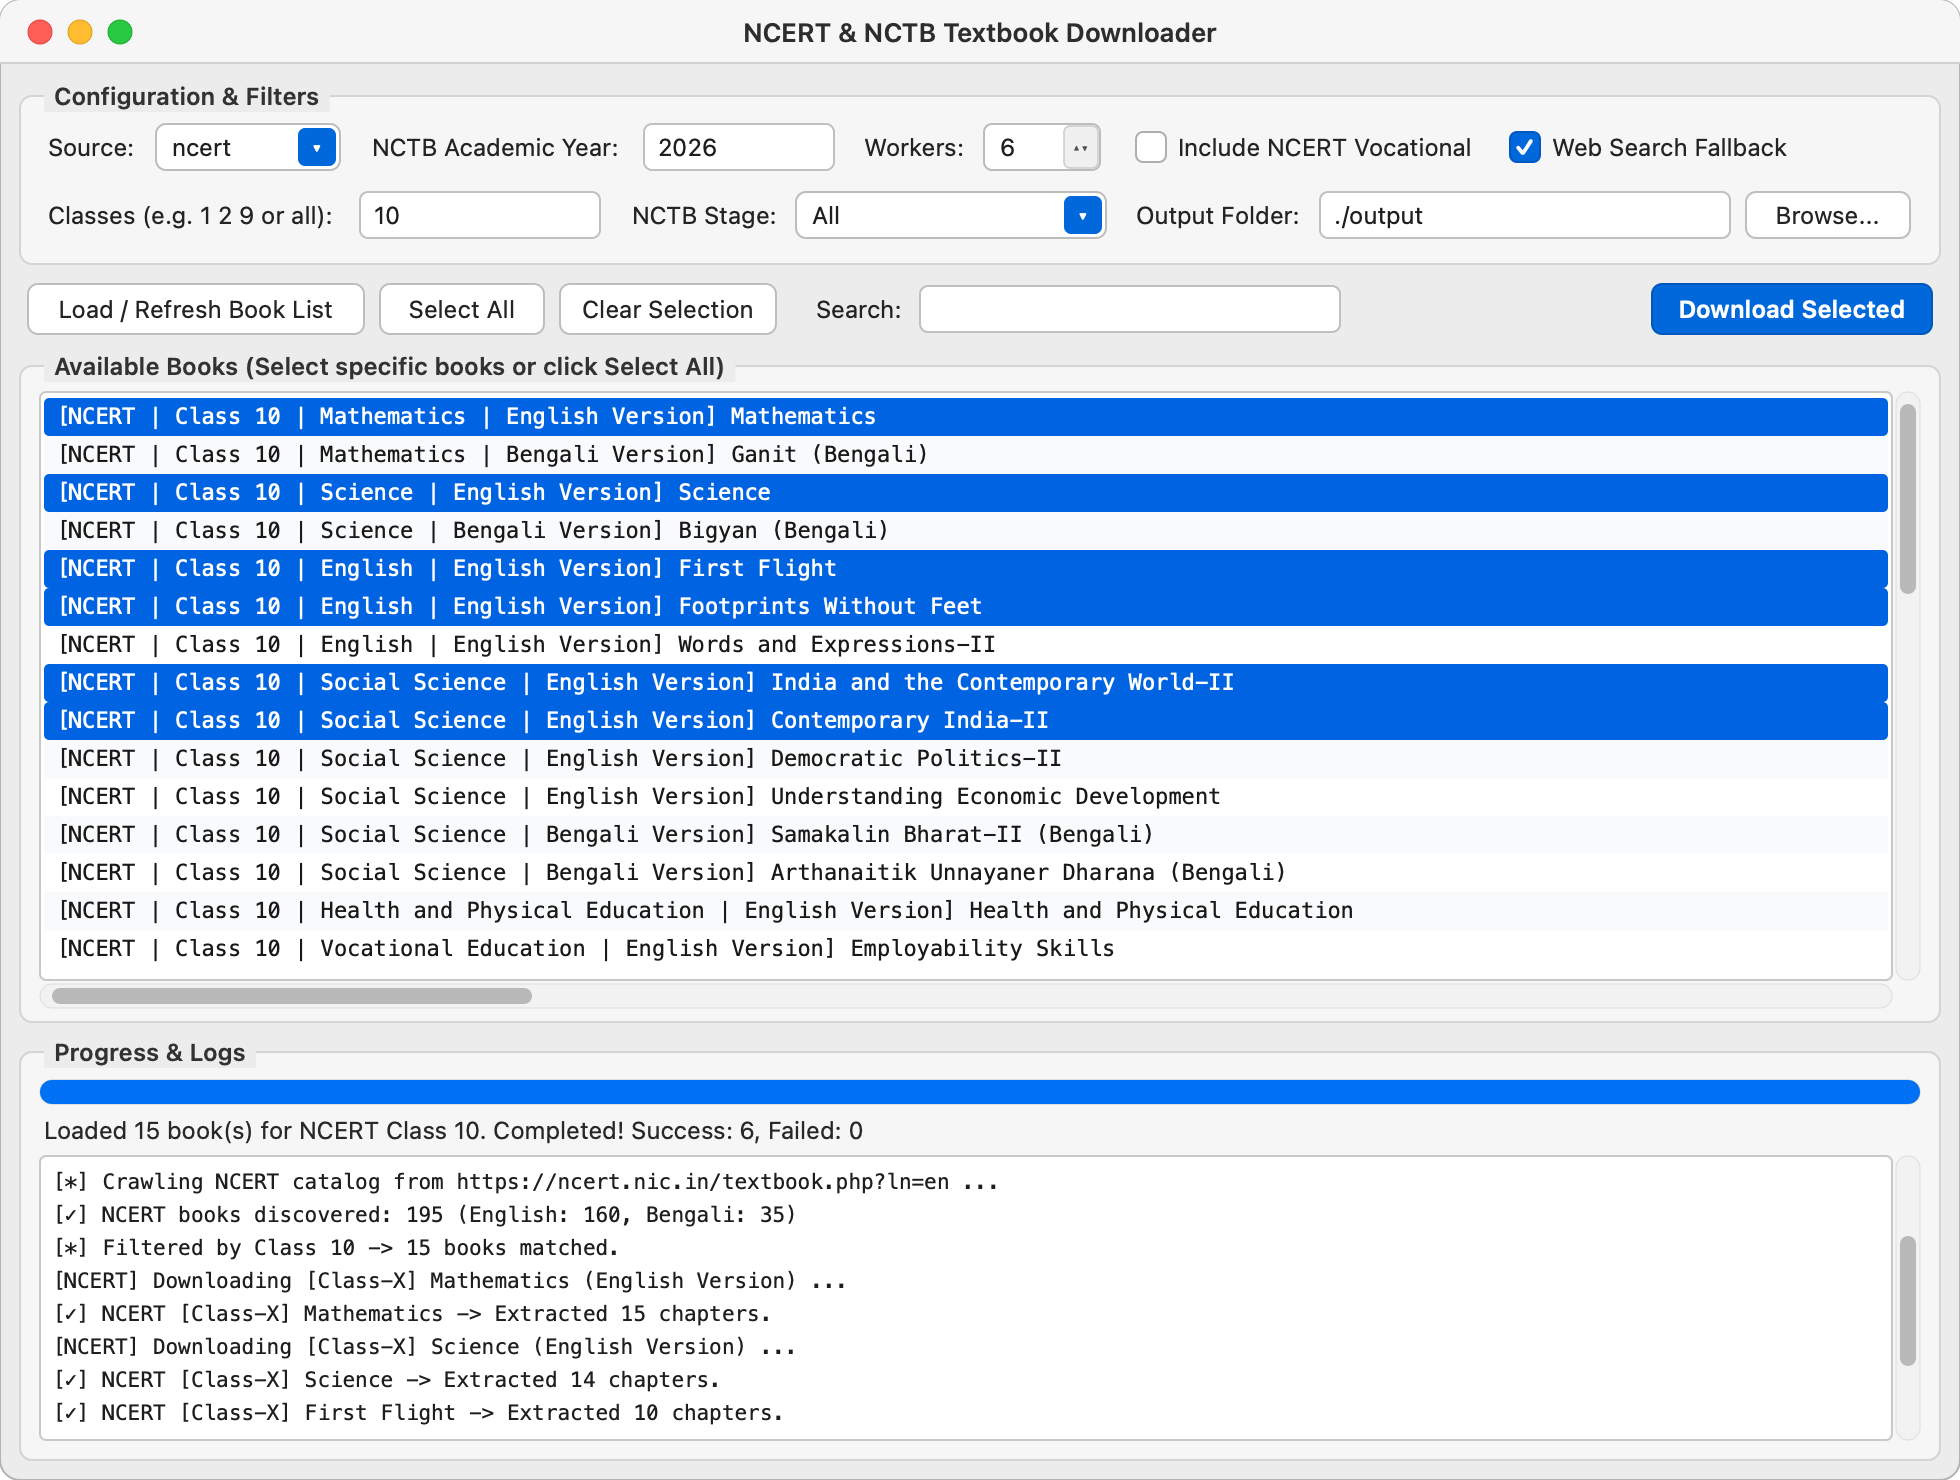 NCERT & NCTB Textbook Downloader
Configuration & Filters
Source: ncert NCTB Academic Year: 2026 Workers: 6 Include NCERT Vocational Web Search Fallback
Classes (e.g. 1 2 9 or all): 10 NCTB Stage: All Output Folder: ./output Browse...
Load / Refresh Book List Select All Clear Selection Search: Download Selected
Available Books (Select specific books or click Select All)
[NCERT | Class 10 | Mathematics | English Version] Mathematics
[NCERT | Class 10 | Mathematics | Bengali Version] Ganit (Bengali)
[NCERT | Class 10 | Science | English Version] Science
[NCERT | Class 10 | Science | Bengali Version] Bigyan (Bengali)
[NCERT | Class 10 | English | English Version] First Flight
[NCERT | Class 10 | English | English Version] Footprints Without Feet
[NCERT | Class 10 | English | English Version] Words and Expressions-II
[NCERT | Class 10 | Social Science | English Version] India and the Contemporary World-II
[NCERT | Class 10 | Social Science | English Version] Contemporary India-II
[NCERT | Class 10 | Social Science | English Version] Democratic Politics-II
[NCERT | Class 10 | Social Science | English Version] Understanding Economic Development
[NCERT | Class 10 | Social Science | Bengali Version] Samakalin Bharat-II (Bengali)
[NCERT | Class 10 | Social Science | Bengali Version] Arthanaitik Unnayaner Dharana (Bengali)
[NCERT | Class 10 | Health and Physical Education | English Version] Health and Physical Education
[NCERT | Class 10 | Vocational Education | English Version] Employability Skills
Progress & Logs
Loaded 15 book(s) for NCERT Class 10. Completed! Success: 6, Failed: 0
[*] Crawling NCERT catalog from https://ncert.nic.in/textbook.php?ln=en ...
[✓] NCERT books discovered: 195 (English: 160, Bengali: 35)
[*] Filtered by Class 10 -> 15 books matched.
[NCERT] Downloading [Class-X] Mathematics (English Version) ...
[✓] NCERT [Class-X] Mathematics -> Extracted 15 chapters.
[NCERT] Downloading [Class-X] Science (English Version) ...
[✓] NCERT [Class-X] Science -> Extracted 14 chapters.
[✓] NCERT [Class-X] First Flight -> Extracted 10 chapters.